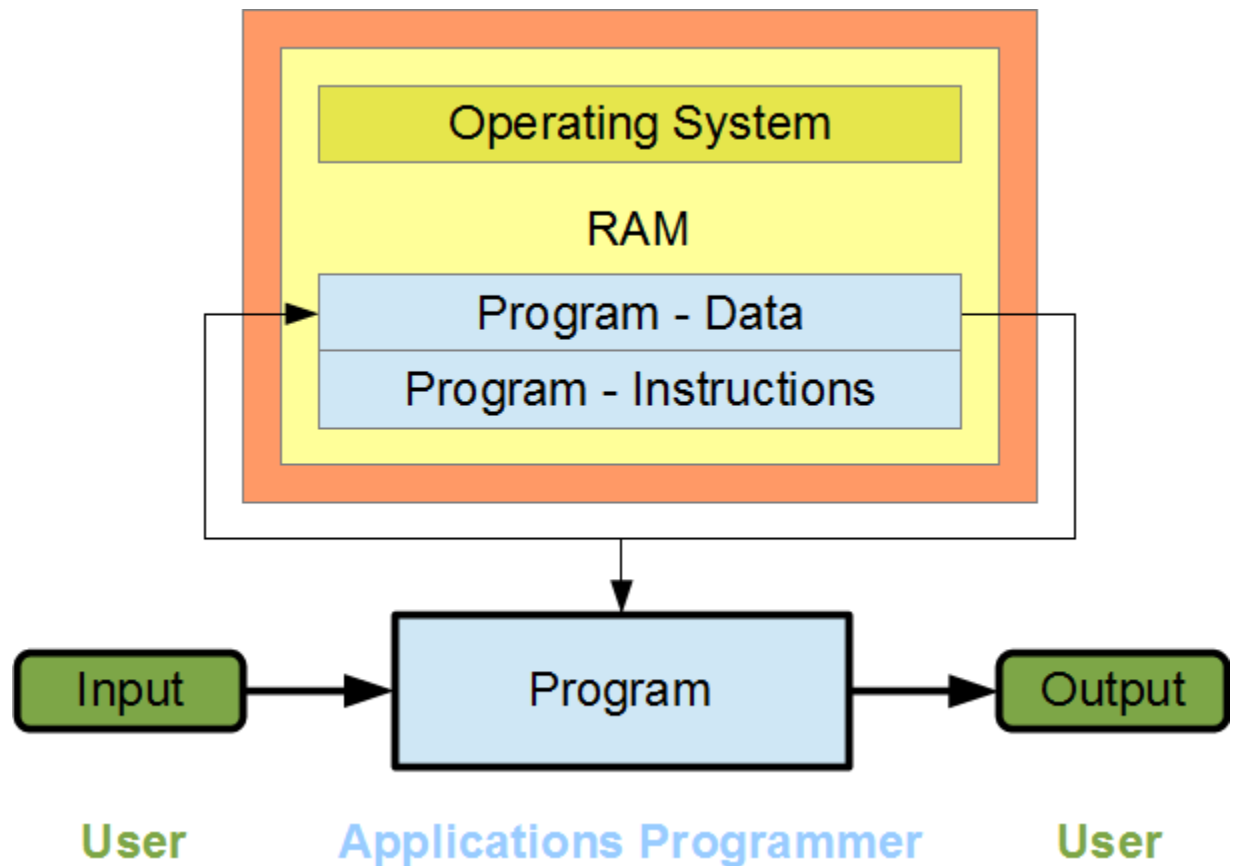 Operating System
RAM
Program - Data
Program - Instructions
Input
Program
Output
User
Applications Programmer
User